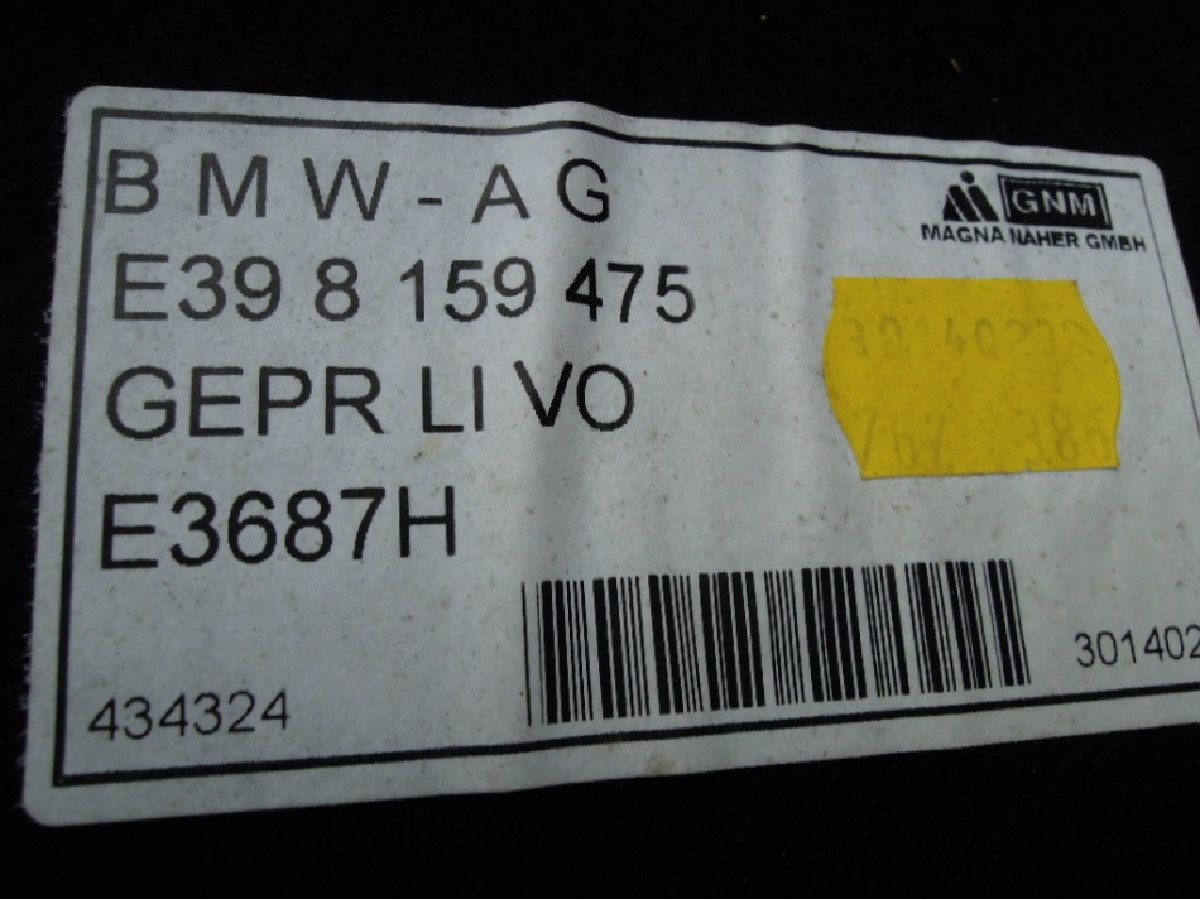 BMW-AG
GNM
MAGNA NAHER GMBH
E39 8 159 475
GEPR LI VO
E3687H
434324
301402